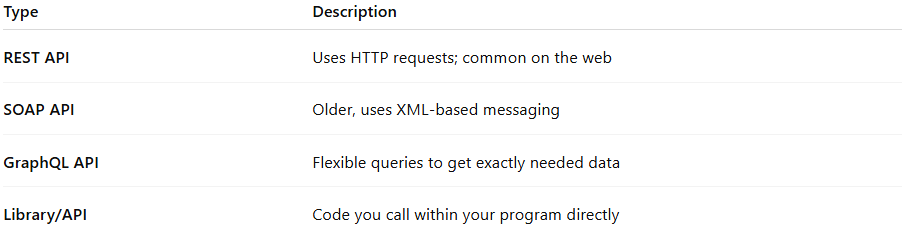 Type Description
REST API Uses HTTP requests; common on the web
SOAP API Older, uses XML-based messaging
GraphQL API Flexible queries to get exactly needed data
Library/API Code you call within your program directly